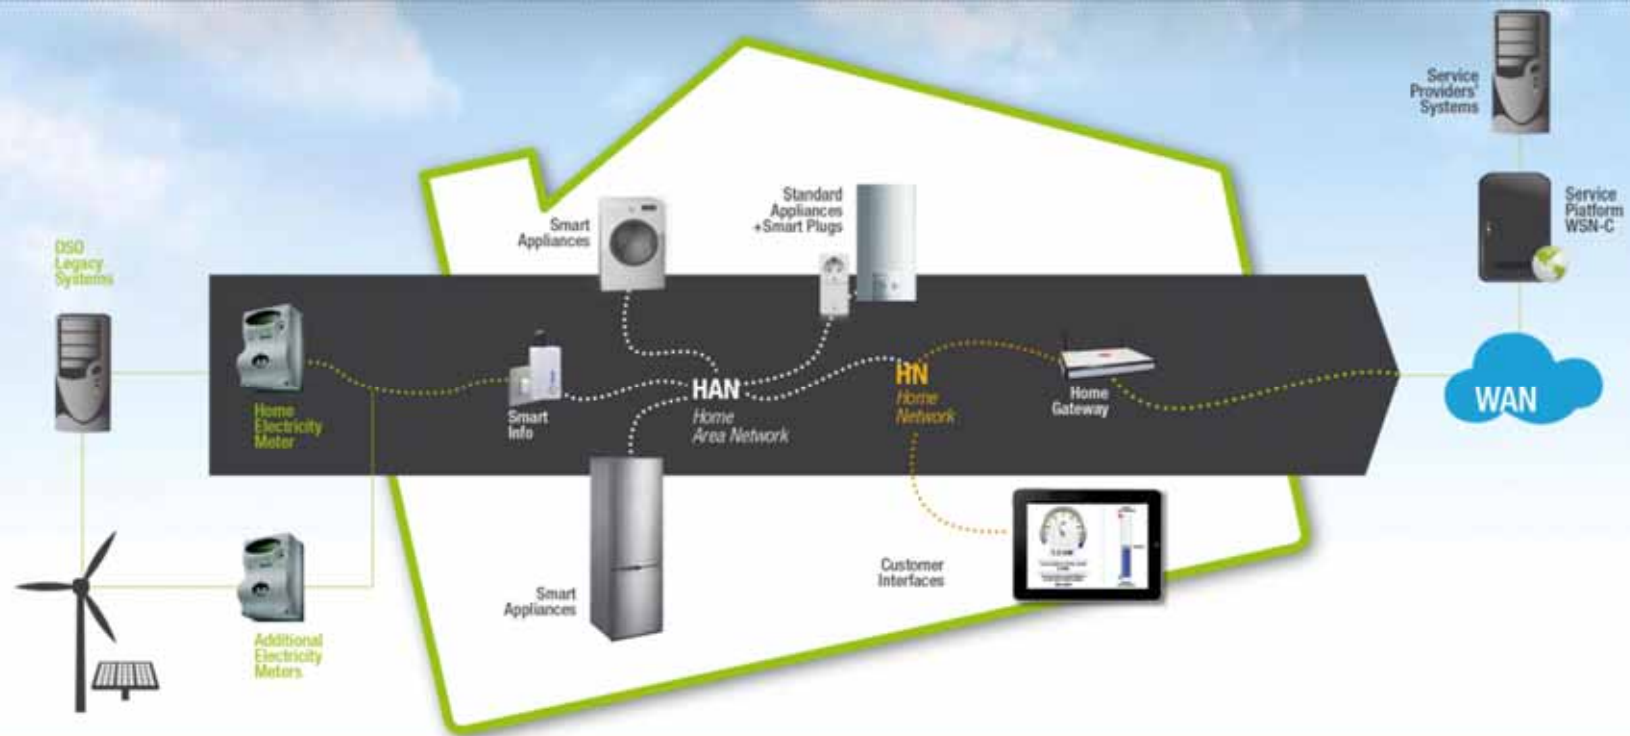 Service
Providers'
Systems
Service
Platform
WSN-C
Standard
Appliances
+Smart Plugs
Smart
Appliances
DSO
Legacy
Systems
HAN
Home
Area Network
HN
Home
Network
Home
Gateway
WAN
Smart
Info
Home
Electricity
Meter
Customer
Interfaces
Smart
Appliances
Additional
Electricity
Meters